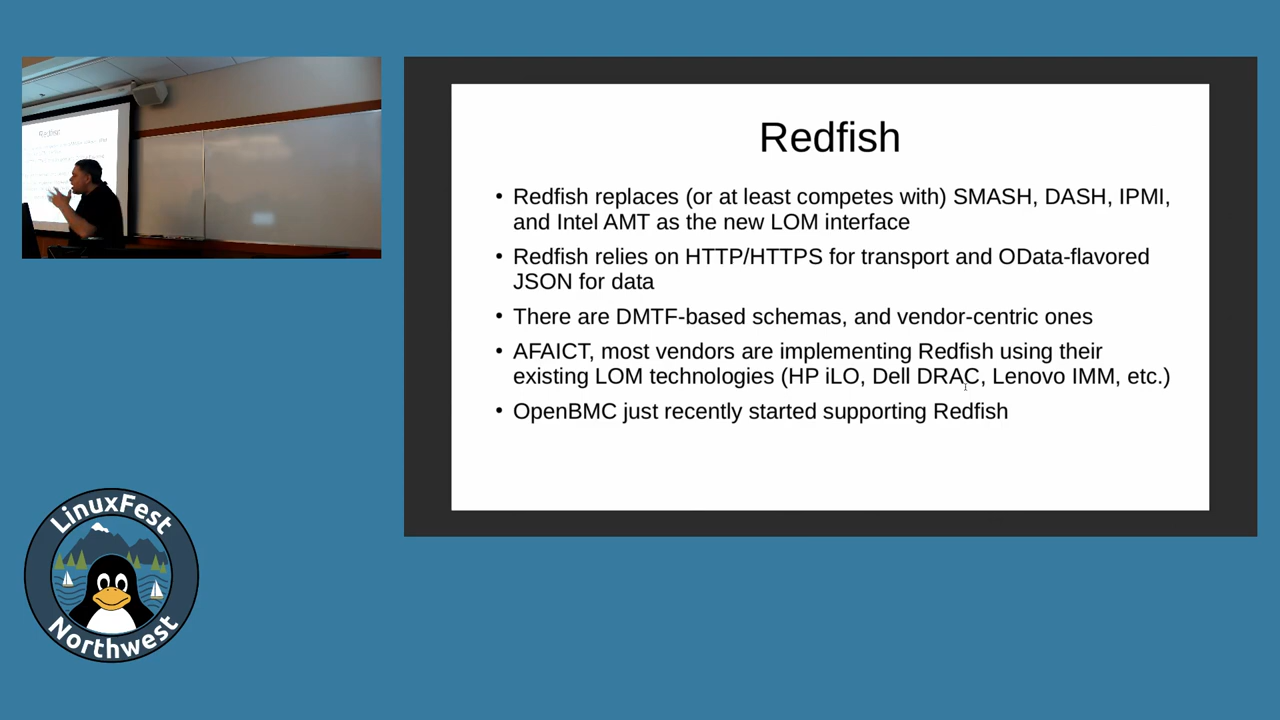 Redfish
• Redfish replaces (or at least competes with) SMASH, DASH, IPMI,
and Intel AMT as the new LOM interface
• Redfish relies on HTTP/HTTPS for transport and OData-flavored
JSON for data
• There are DMTF-based schemas, and vendor-centric ones
• AFAICT, most vendors are implementing Redfish using their
existing LOM technologies (HP iLO, Dell DRAC, Lenovo IMM, etc.)
• OpenBMC just recently started supporting Redfish
LinuxFest
Northwest